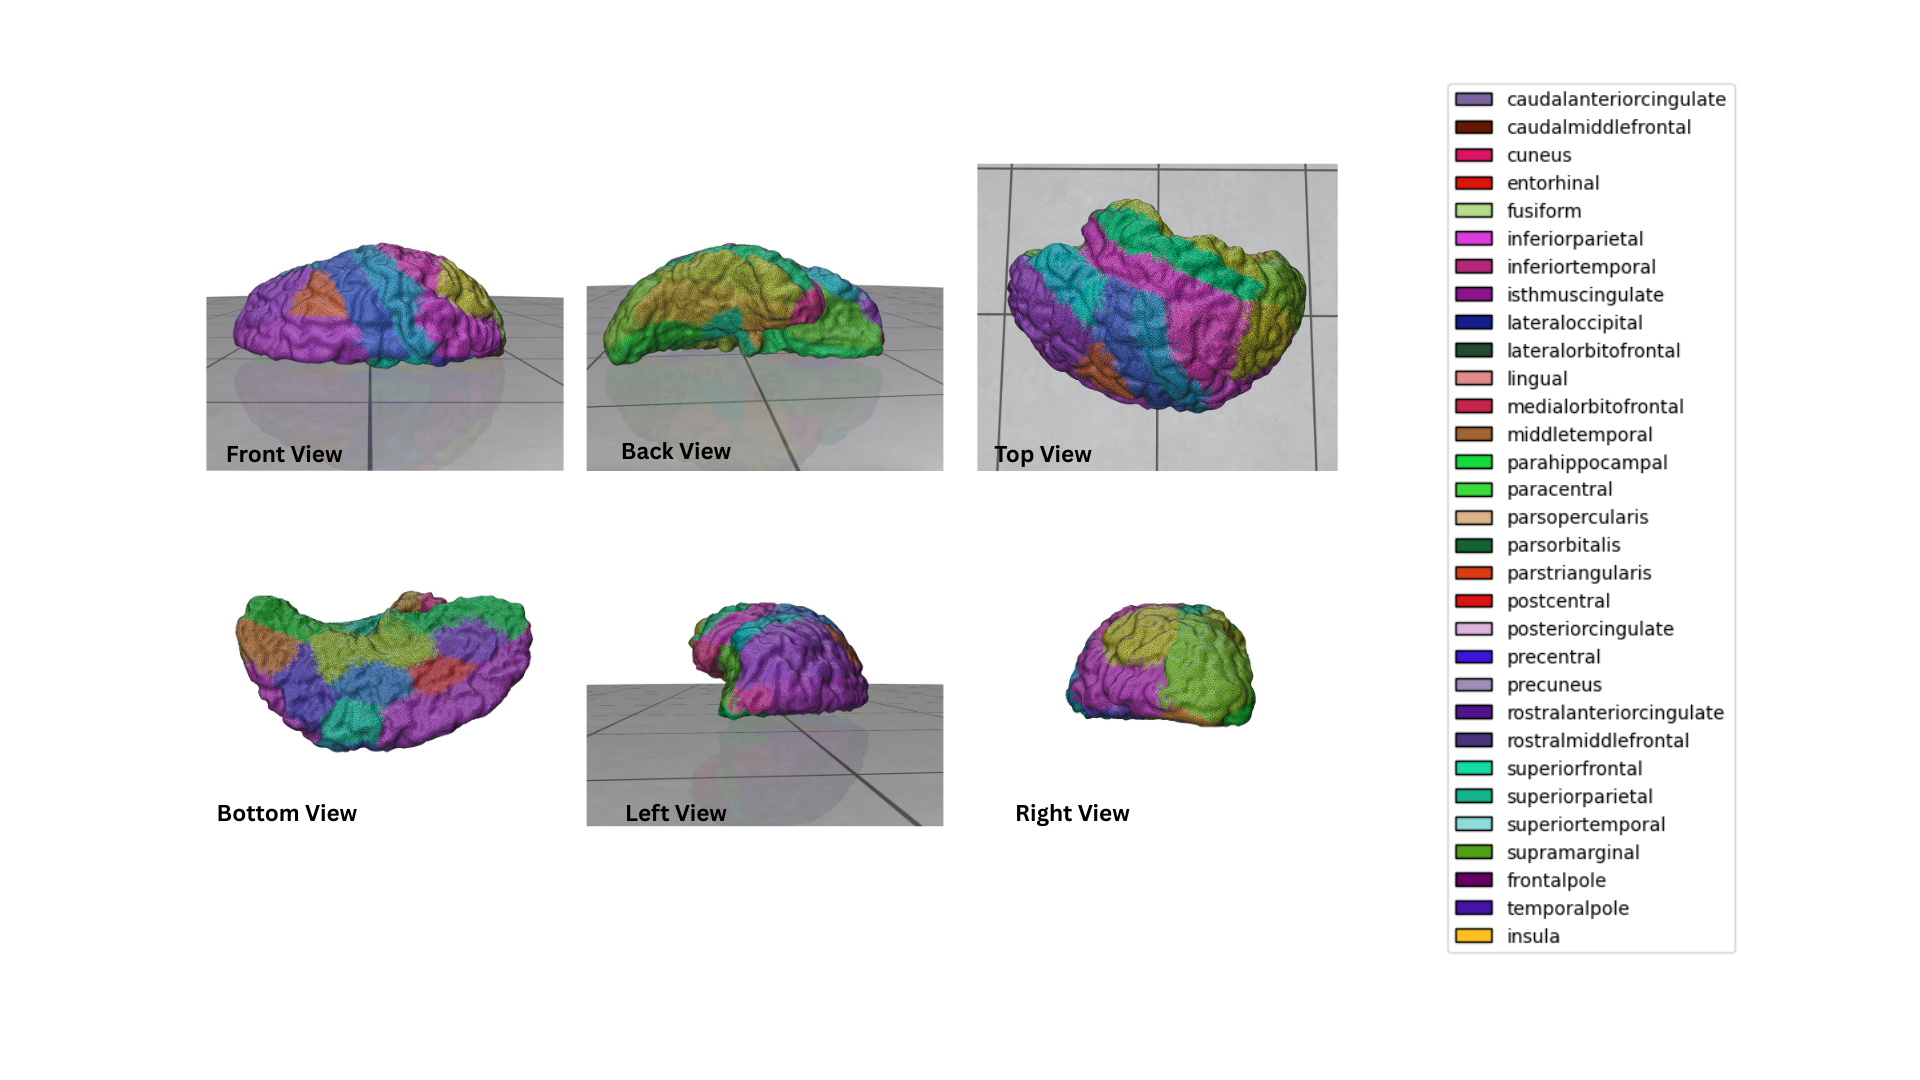 Front View
Back View
Top View
Bottom View
Left View
Right View
caudalanteriorcingulate
caudalmiddlefrontal
cuneus
entorhinal
fusiform
inferiorparietal
inferiortemporal
isthmuscingulate
lateraloccipital
lateralorbitofrontal
lingual
medialorbitofrontal
middletemporal
parahippocampal
paracentral
parsopercularis
parsorbitalis
parstriangularis
postcentral
posteriorcingulate
precentral
precuneus
rostralanteriorcingulate
rostralmiddlefrontal
superiorfrontal
superiorparietal
superiortemporal
supramarginal
frontalpole
temporalpole
insula